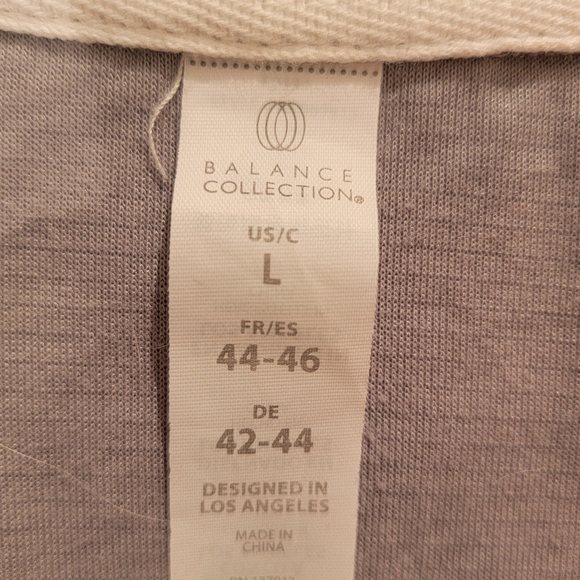 BALANCE
COLLECTION®
US/C
L
FR/ES
44-46
DE
42-44
DESIGNED IN
LOS ANGELES
MADE IN
CHINA